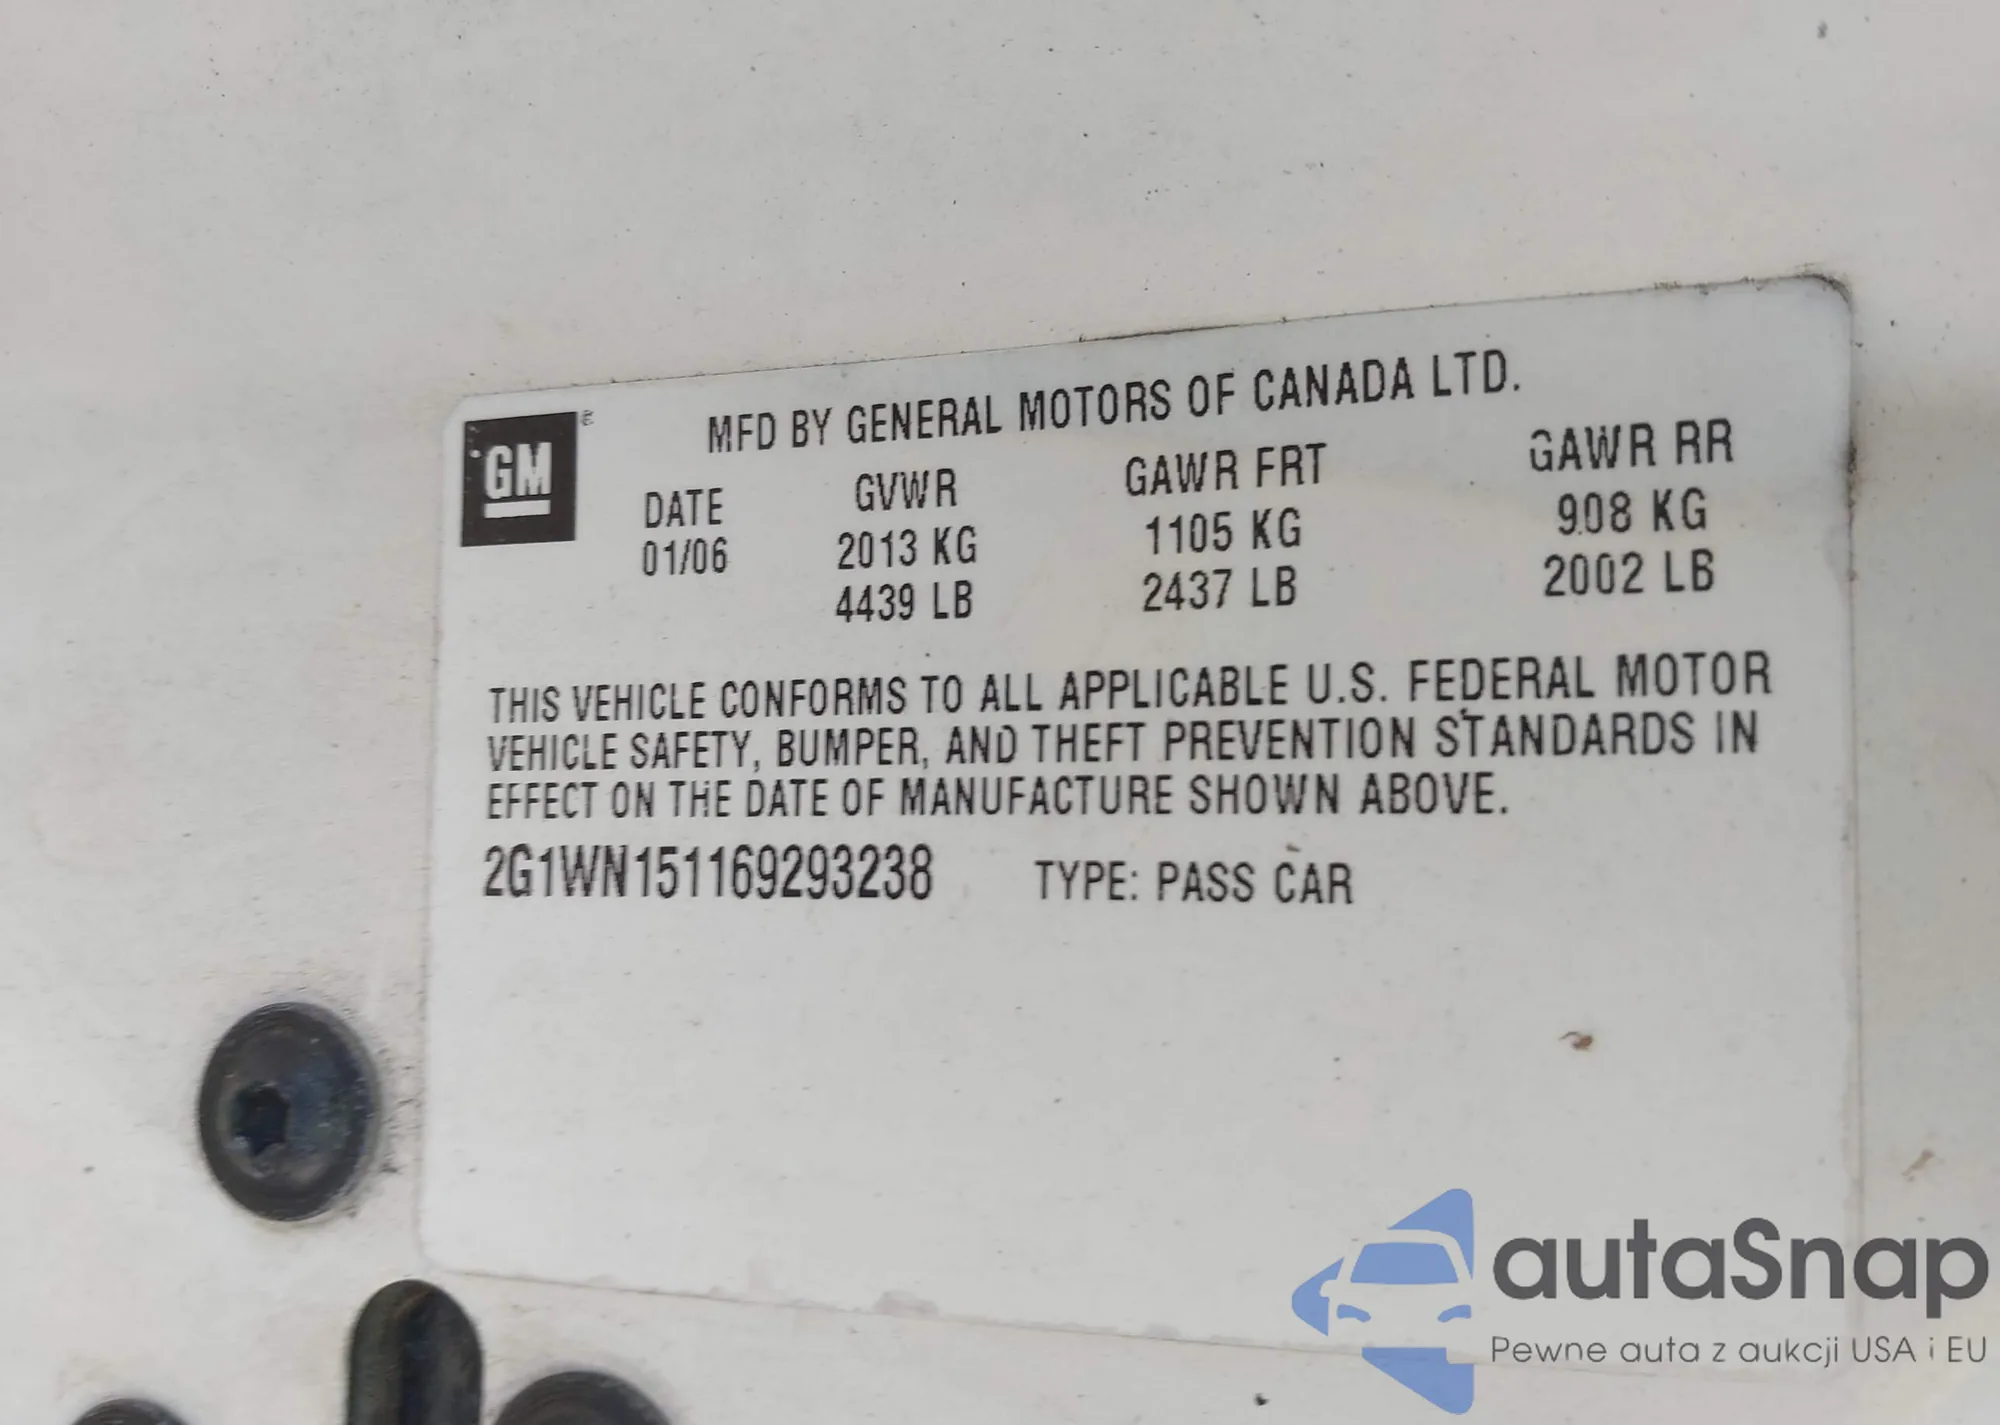 GM
MFD BY GENERAL MOTORS OF CANADA LTD.
DATE GVWR GAWR FRT GAWR RR
01/06 2013 KG 1105 KG 908 KG
4439 LB 2437 LB 2002 LB
THIS VEHICLE CONFORMS TO ALL APPLICABLE U.S. FEDERAL MOTOR
VEHICLE SAFETY, BUMPER, AND THEFT PREVENTION STANDARDS IN
EFFECT ON THE DATE OF MANUFACTURE SHOWN ABOVE.
2G1WN151169293238 TYPE: PASS CAR
autaSnap
Pewne auta z aukcji USA i EU